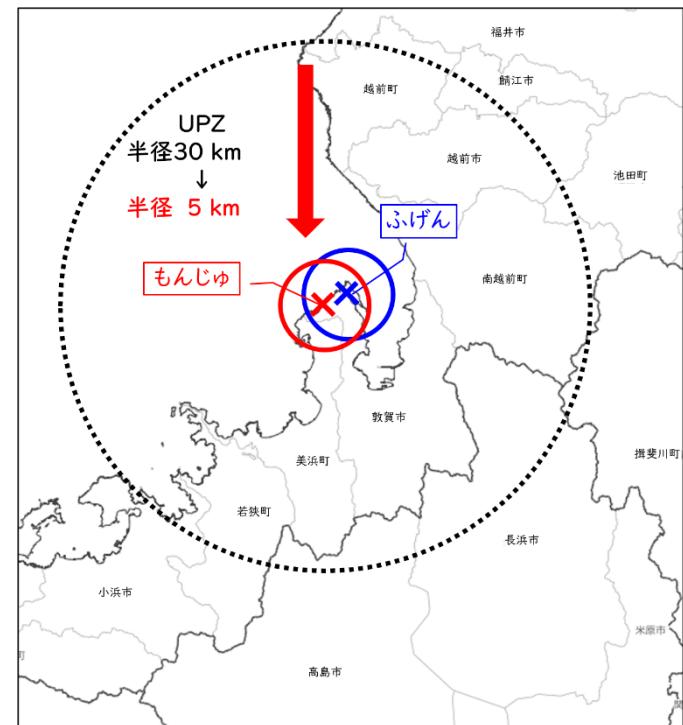 福井市
鯖江市
越前町
UPZ
半径30 km
↓
半径 5 km
越前市
池田町
ふげん
もんじゅ
南越前町
敦賀市
美浜町
揖斐川町
若狭町
長浜市
小浜市
米原市
町
高島市
関